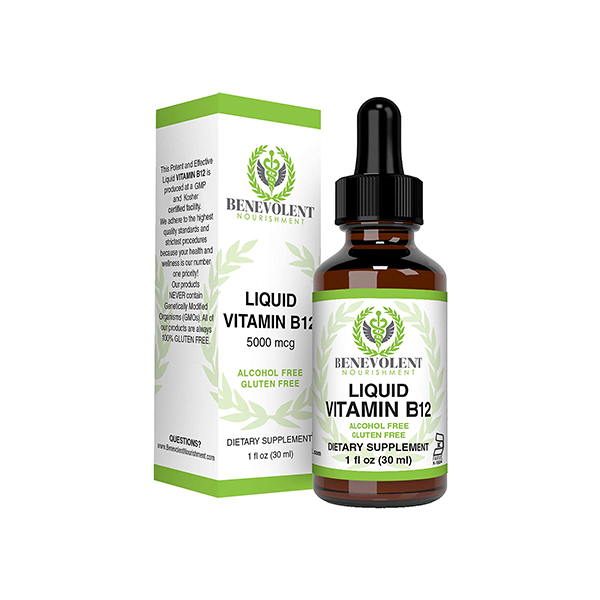 This Potent and Effective
Liquid VITAMIN B12 is
produced at a GMP
and Kosher
certified facility.
We adhere to the highest
quality standards and
strictest procedures
because your health and
wellness is our number
one priority!
Our products
NEVER contain
Genetically Modified
Organisms (GMOs). All of
our products are always
100% GLUTEN FREE.
QUESTIONS?
www.BenevolentNourishment.com
BENEVOLENT
NOURISHMENT
LIQUID
VITAMIN B12
5000 mcg
ALCOHOL FREE
GLUTEN FREE
DIETARY SUPPLEMENT
1 fl oz (30 ml)
BENEVOLENT
NOURISHMENT
LIQUID
VITAMIN B12
ALCOHOL FREE
GLUTEN FREE
DIETARY SUPPLEMENT
1 fl oz (30 ml)